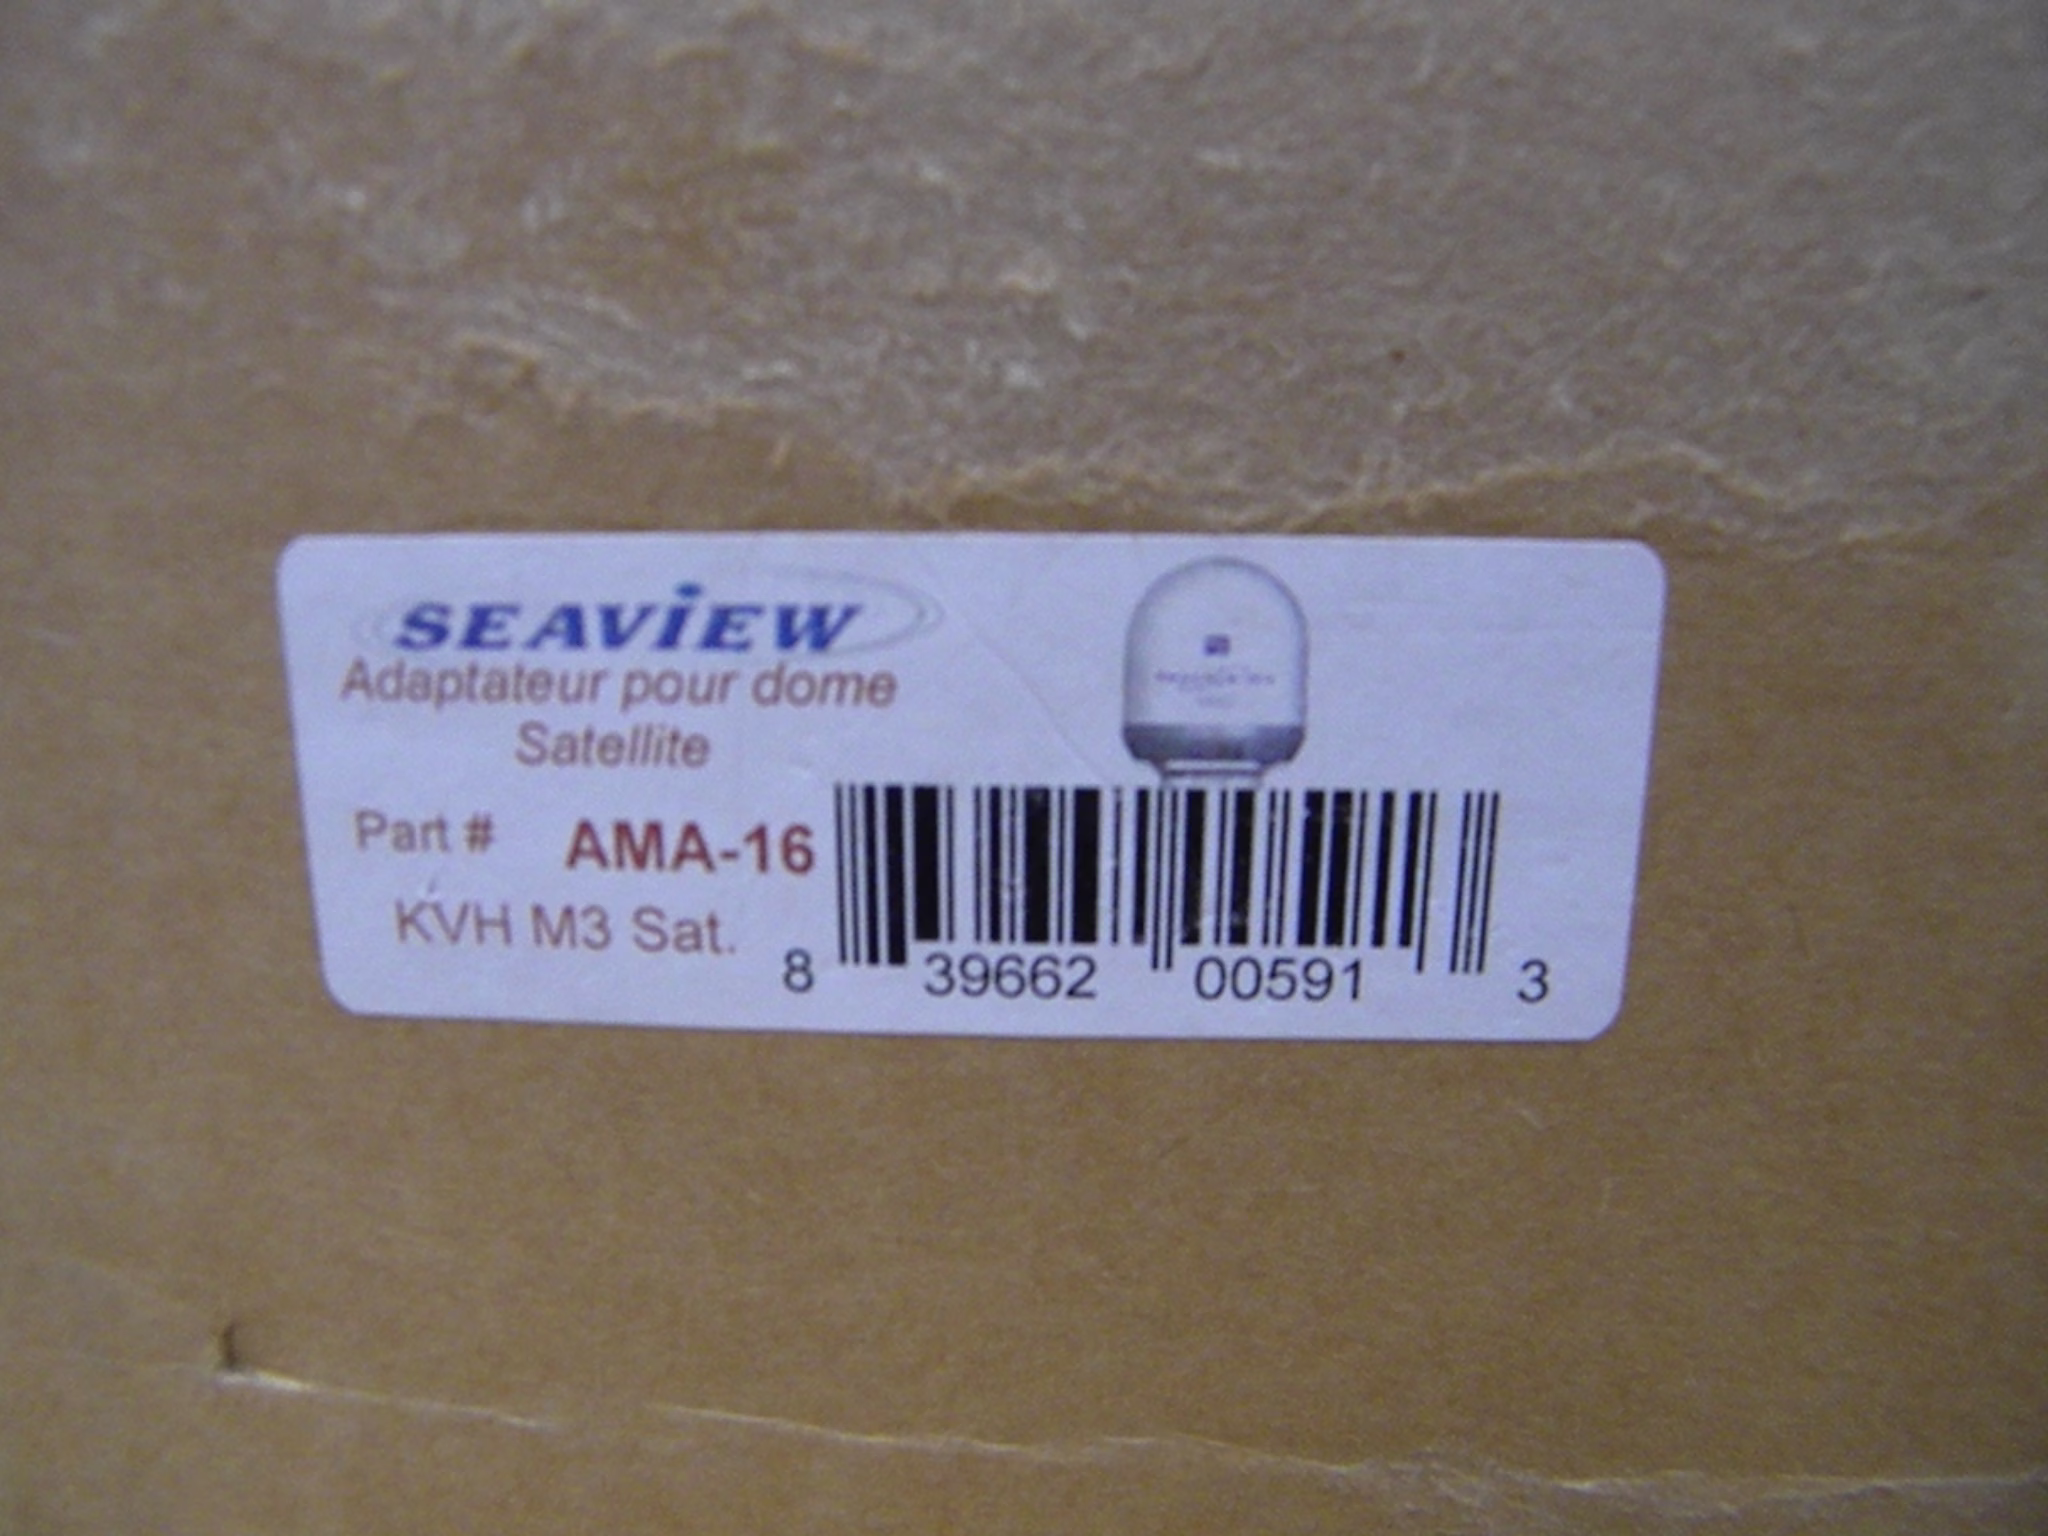 SEAViEW
Adaptateur pour dome
Satellite
Part # AMA-16
KVH M3 Sat.
8 39662 00591 3